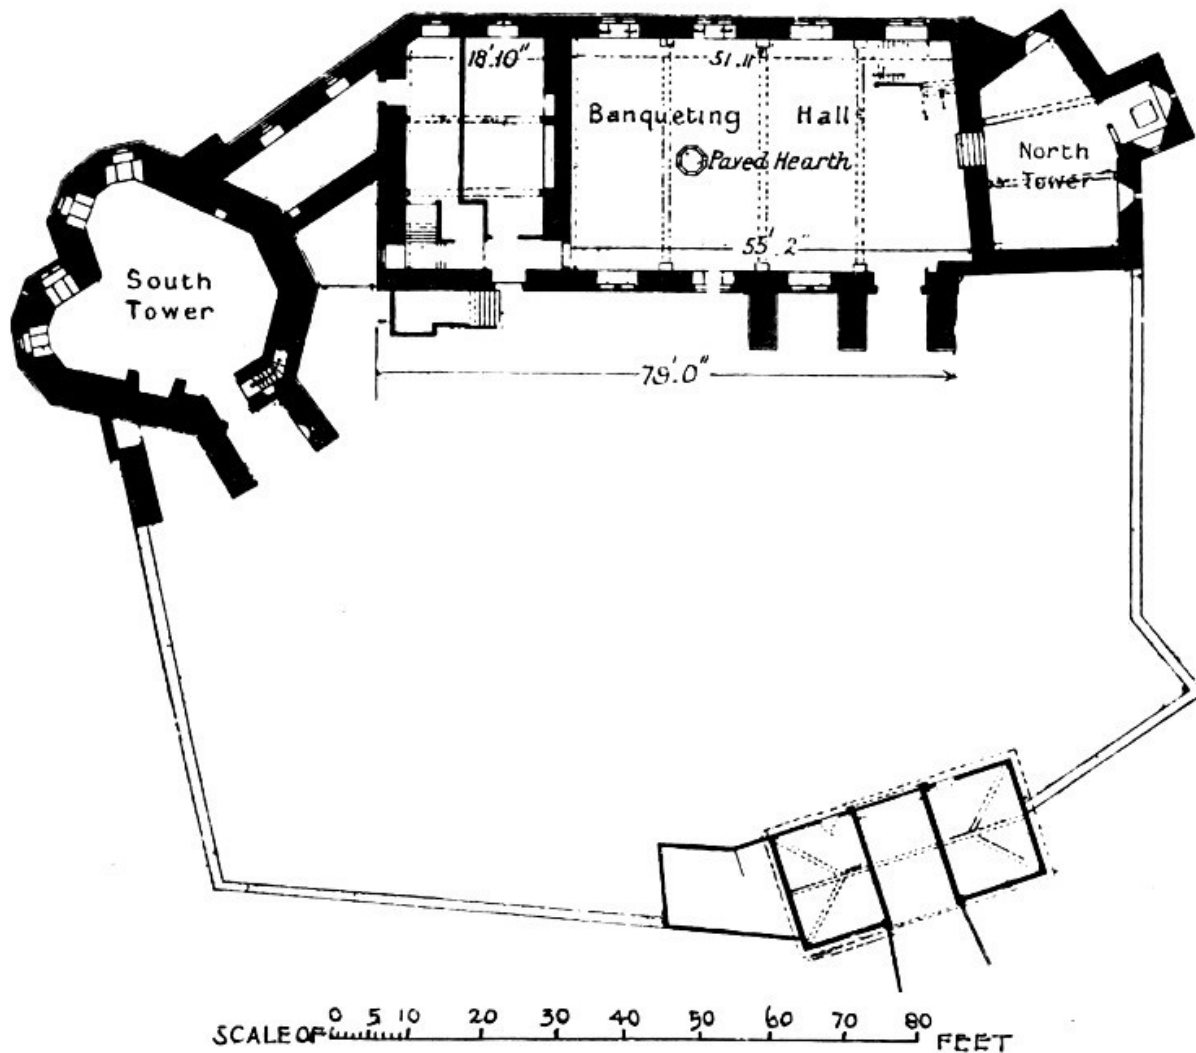 18'.10"
51.11
Banqueting Hall
Paved Hearth
North
Tower
55'.2"
South
Tower
79'.0"
0 5 10 20 30 40 50 60 70 80
SCALE OF FEET